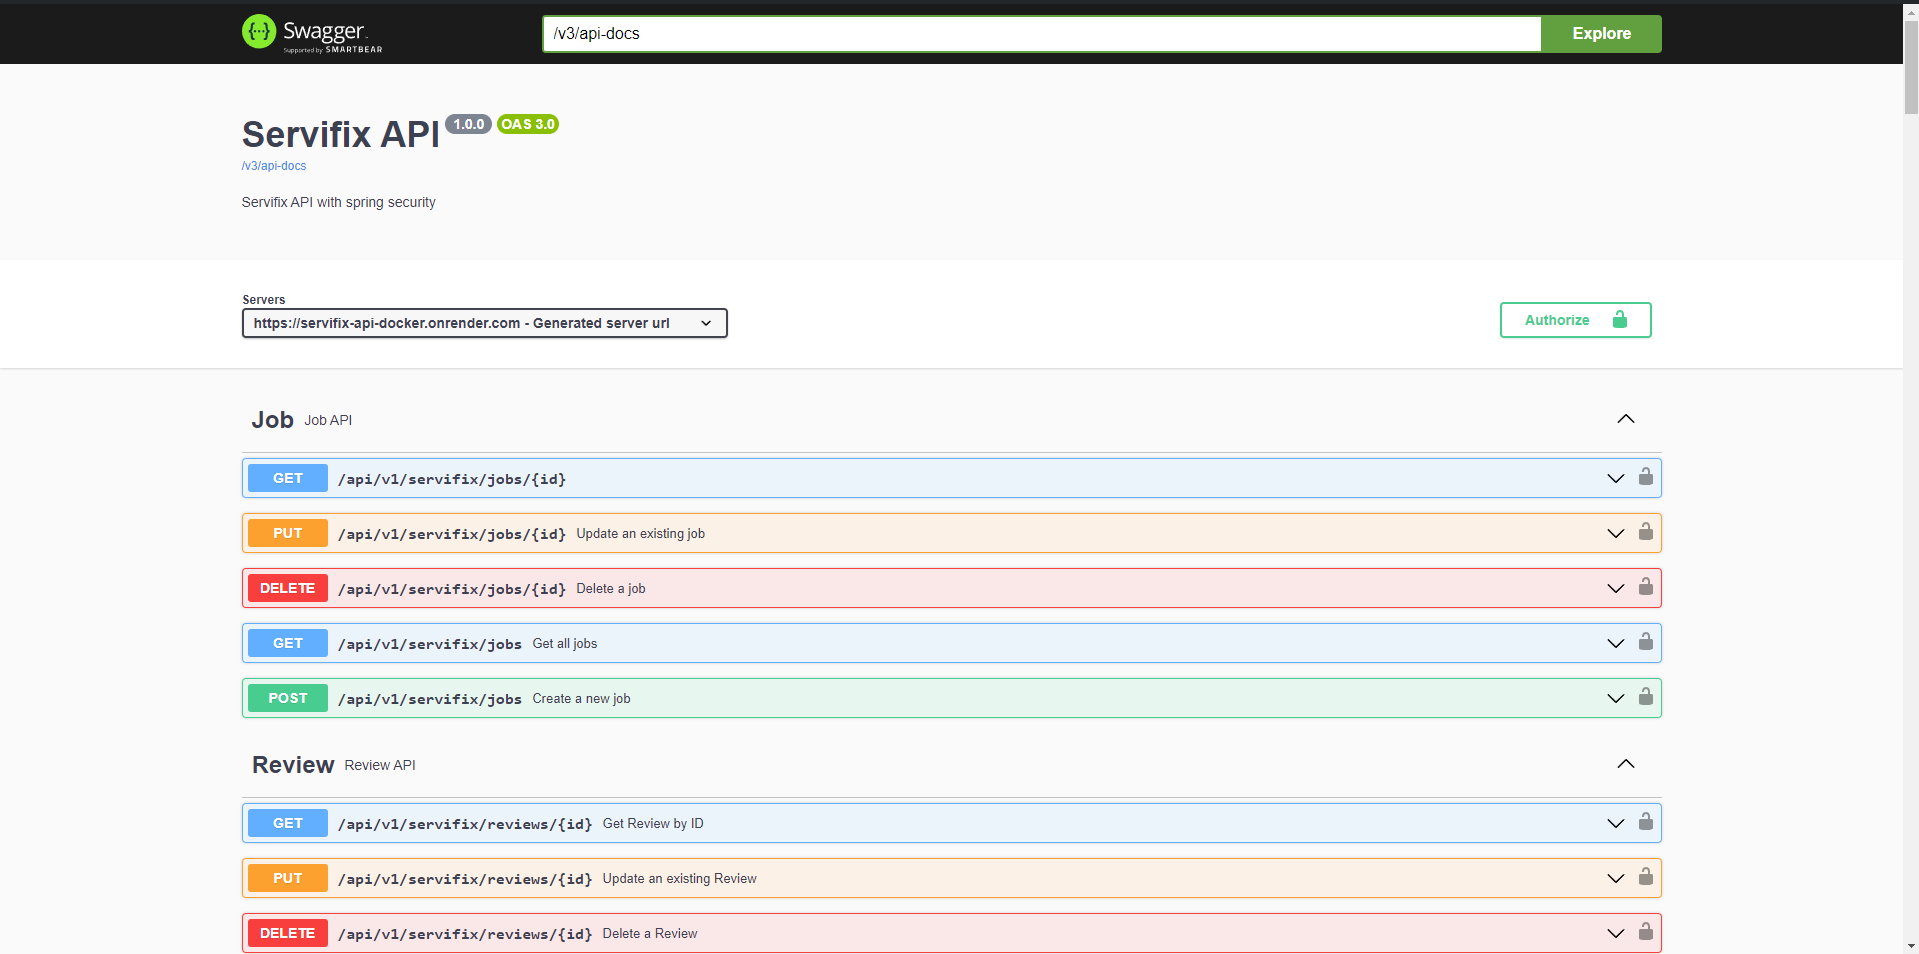 Swagger
Supported by SMARTBEAR
/v3/api-docs
Explore
Servifix API 1.0.0 OAS 3.0
/v3/api-docs
Servifix API with spring security
Servers
https://servifix-api-docker.onrender.com - Generated server url
Authorize
Job Job API
GET /api/v1/servifix/jobs/{id}
PUT /api/v1/servifix/jobs/{id} Update an existing job
DELETE /api/v1/servifix/jobs/{id} Delete a job
GET /api/v1/servifix/jobs Get all jobs
POST /api/v1/servifix/jobs Create a new job
Review Review API
GET /api/v1/servifix/reviews/{id} Get Review by ID
PUT /api/v1/servifix/reviews/{id} Update an existing Review
DELETE /api/v1/servifix/reviews/{id} Delete a Review